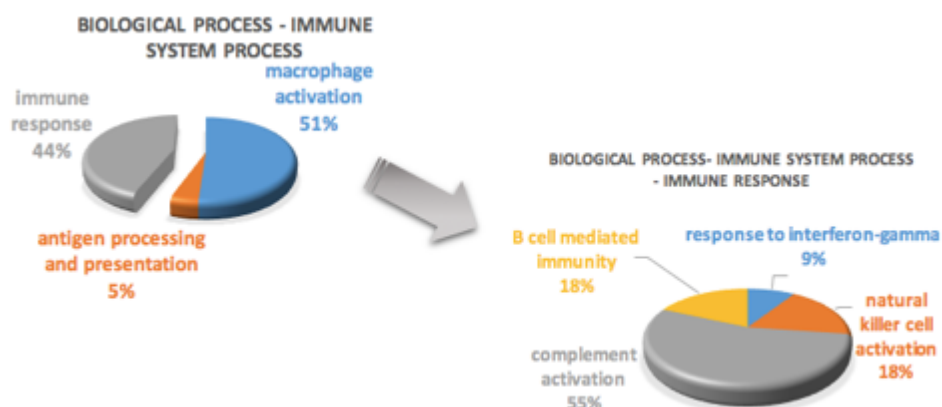 BIOLOGICAL PROCESS - IMMUNE
SYSTEM PROCESS
macrophage
activation
51%
immune
response
44%
antigen processing
and presentation
5%
BIOLOGICAL PROCESS- IMMUNE SYSTEM PROCESS
- IMMUNE RESPONSE
B cell mediated
immunity
18%
response to interferon-gamma
9%
natural
killer cell
activation
18%
complement
activation
55%